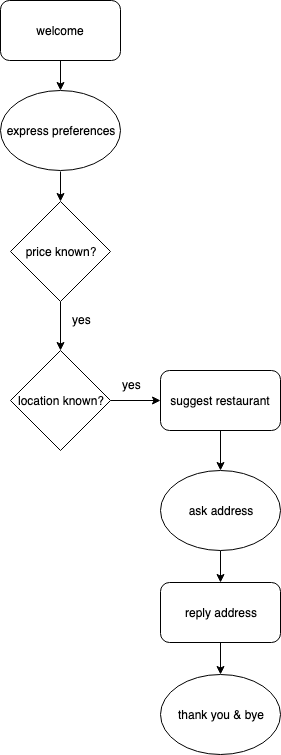 welcome
express preferences
price known?
yes
location known?
yes
suggest restaurant
ask address
reply address
thank you & bye